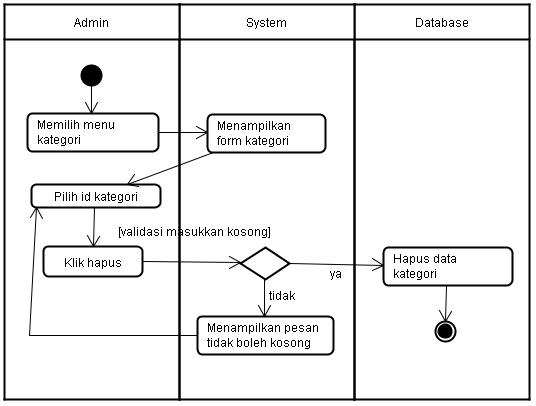 Admin
System
Database
Memilih menu
kategori
Menampilkan
form kategori
Pilih id kategori
[validasi masukkan kosong]
Klik hapus
ya
Hapus data
kategori
tidak
Menampilkan pesan
tidak boleh kosong